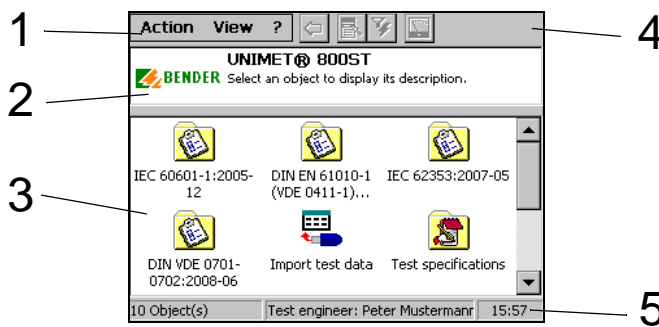 1
Action View ?
4
UNIMET® 800ST
BENDER Select an object to display its description.
2
IEC 60601-1:2005-
12
DIN EN 61010-1
(VDE 0411-1)...
IEC 62353:2007-05
3
DIN VDE 0701-
0702:2008-06
Import test data
Test specifications
10 Object(s)
Test engineer: Peter Mustermanr
15:57
5